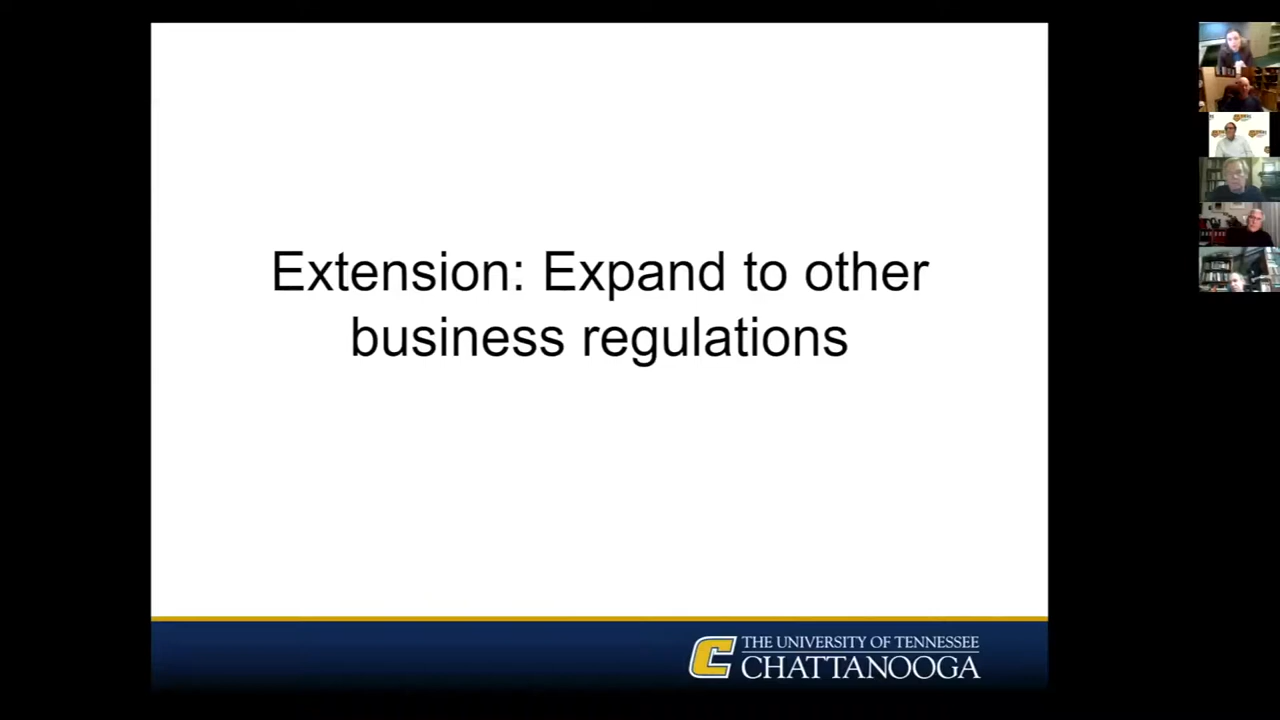 Extension: Expand to other
business regulations
THE UNIVERSITY OF TENNESSEE
CHATTANOOGA